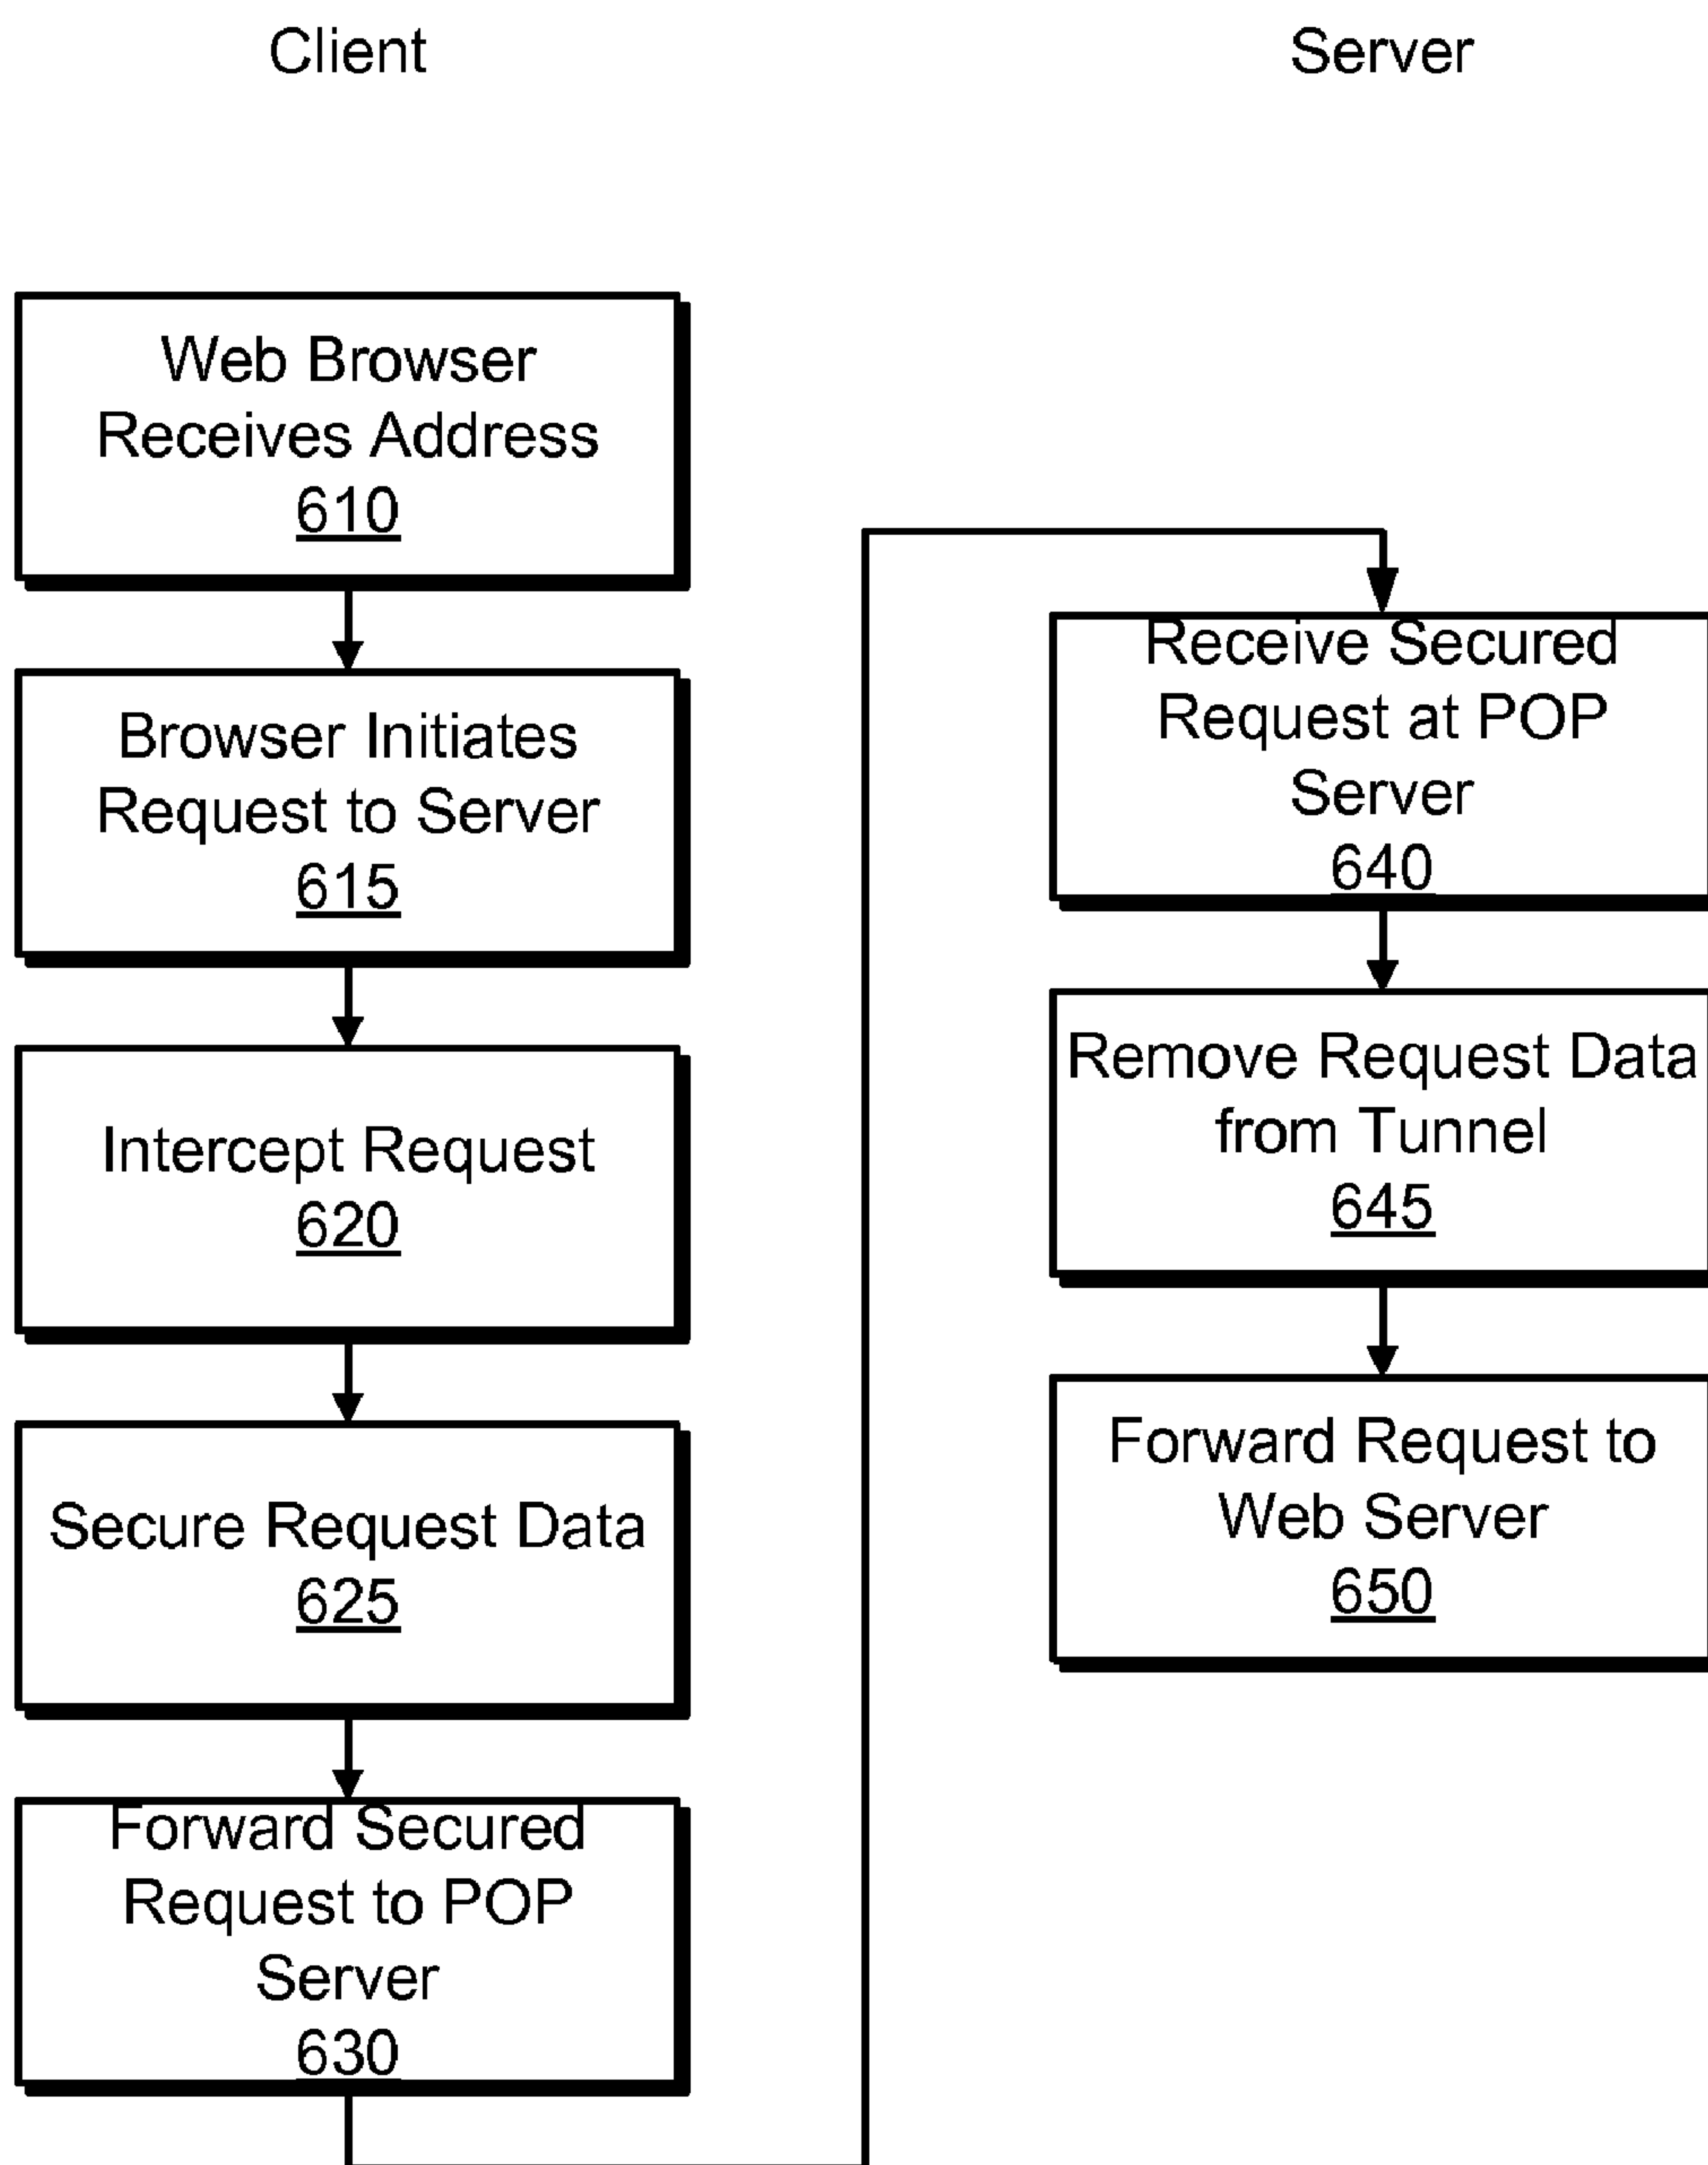 Client
Server
Web Browser
Receives Address
610
Browser Initiates
Request to Server
615
Intercept Request
620
Secure Request Data
625
Forward Secured
Request to POP
Server
630
Receive Secured
Request at POP
Server
640
Remove Request Data
from Tunnel
645
Forward Request to
Web Server
650